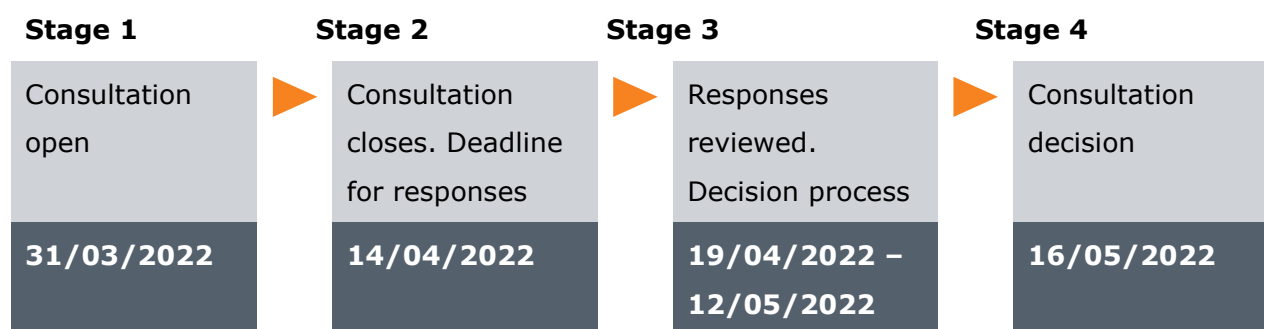 Stage 1
Stage 2
Stage 3
Stage 4
Consultation
open
Consultation
closes. Deadline
for responses
Responses
reviewed.
Decision process
Consultation
decision
31/03/2022
14/04/2022
19/04/2022 –
12/05/2022
16/05/2022